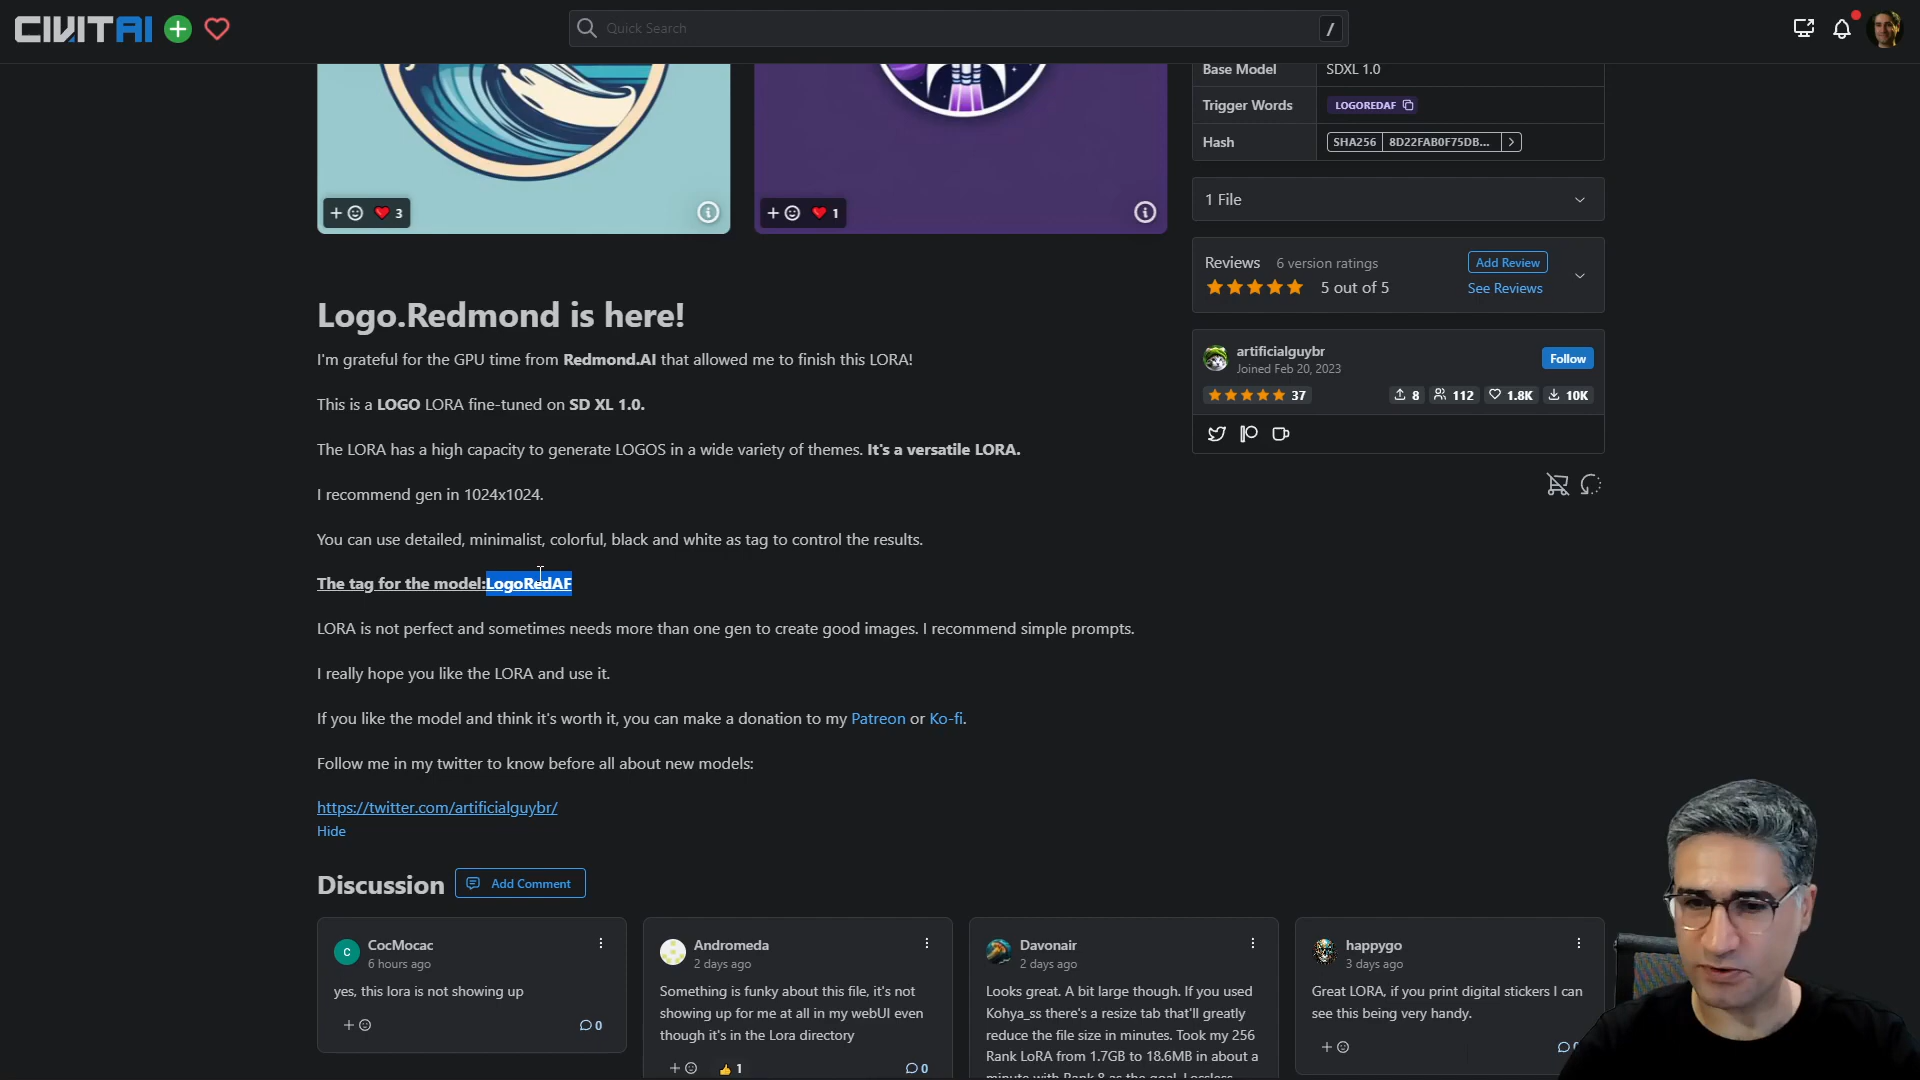 CIVITAI
Quick Search
/
Base Model
SDXL 1.0
Trigger Words
LOGOREDAF
Hash
SHA256
8D22FAB0F75DB...
1 File
3
1
Reviews
6 version ratings
Add Review
5 out of 5
See Reviews
Logo.Redmond is here!
I'm grateful for the GPU time from Redmond.AI that allowed me to finish this LORA!
artificialguybr
Joined Feb 20, 2023
Follow
37
8
112
1.8K
10K
This is a LOGO LORA fine-tuned on SD XL 1.0.
The LORA has a high capacity to generate LOGOS in a wide variety of themes. It's a versatile LORA.
I recommend gen in 1024x1024.
You can use detailed, minimalist, colorful, black and white as tag to control the results.
The tag for the model:LogoRedAF
LORA is not perfect and sometimes needs more than one gen to create good images. I recommend simple prompts.
I really hope you like the LORA and use it.
If you like the model and think it's worth it, you can make a donation to my Patreon or Ko-fi.
Follow me in my twitter to know before all about new models:
https://twitter.com/artificialguybr/
Hide
Discussion
Add Comment
C
CocMocac
6 hours ago
yes, this lora is not showing up
0
Andromeda
2 days ago
Something is funky about this file, it's not
showing up for me at all in my webUI even
though it's in the Lora directory
1
0
Davonair
2 days ago
Looks great. A bit large though. If you used
Kohya_ss there's a resize tab that'll greatly
reduce the file size in minutes. Took my 256
Rank LoRA from 1.7GB to 18.6MB in about a
minute with Rank 8 as the goal. Lossless
happygo
3 days ago
Great LORA, if you print digital stickers I can
see this being very handy.